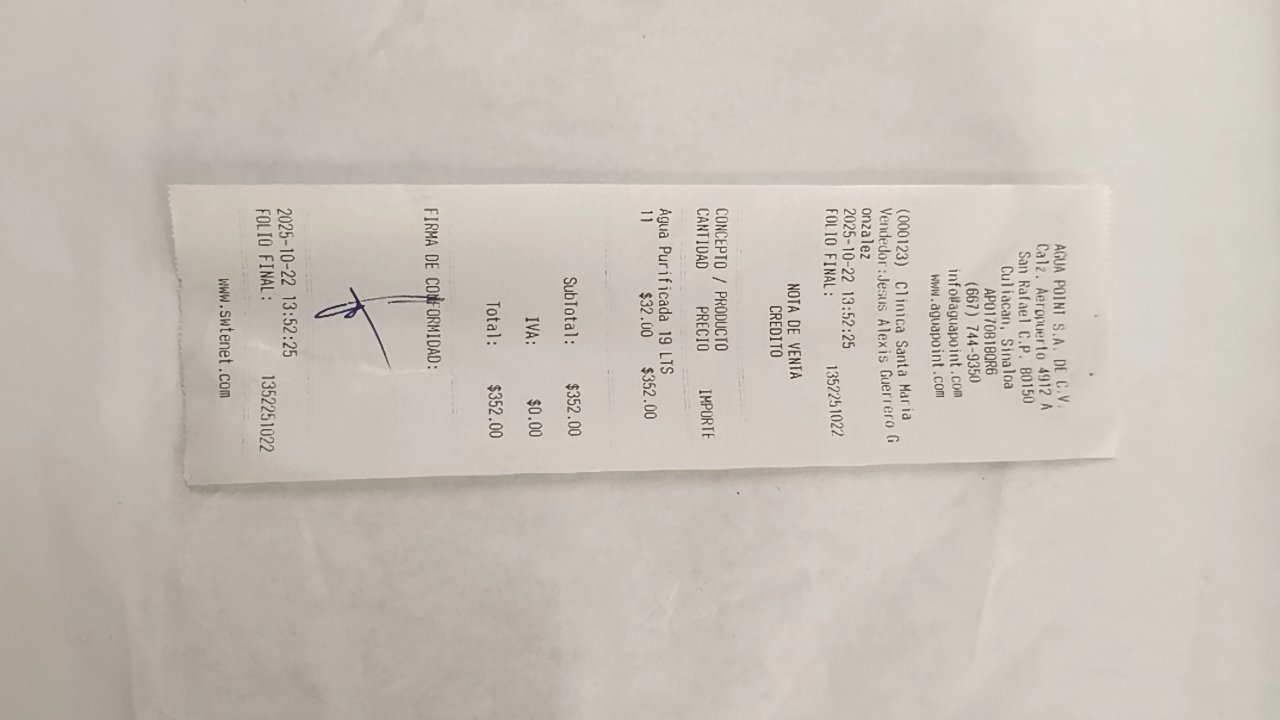 AGUA POINT S.A. DE C.V.
Calz. Aeropuerto 4912 A
San Rafael C.P. 80150
Culiacan, Sinaloa
APO170818QR6
(667) 744-9350
info@aguapoint.com
www.aguapoint.com
(000123) Clinica Santa Maria
Vendedor:Jesus Alexis Guerrero G
onzalez
2025-10-22 13:52:25
FOLIO FINAL: 1352251022
NOTA DE VENTA
CREDITO
CONCEPTO / PRODUCTO
CANTIDAD PRECIO IMPORTE
Agua Purificada 19 LTS
11 $32.00 $352.00
SubTotal: $352.00
IVA: $0.00
Total: $352.00
FIRMA DE CONFORMIDAD:
2025-10-22 13:52:25
FOLIO FINAL: 1352251022
www.swtenet.com